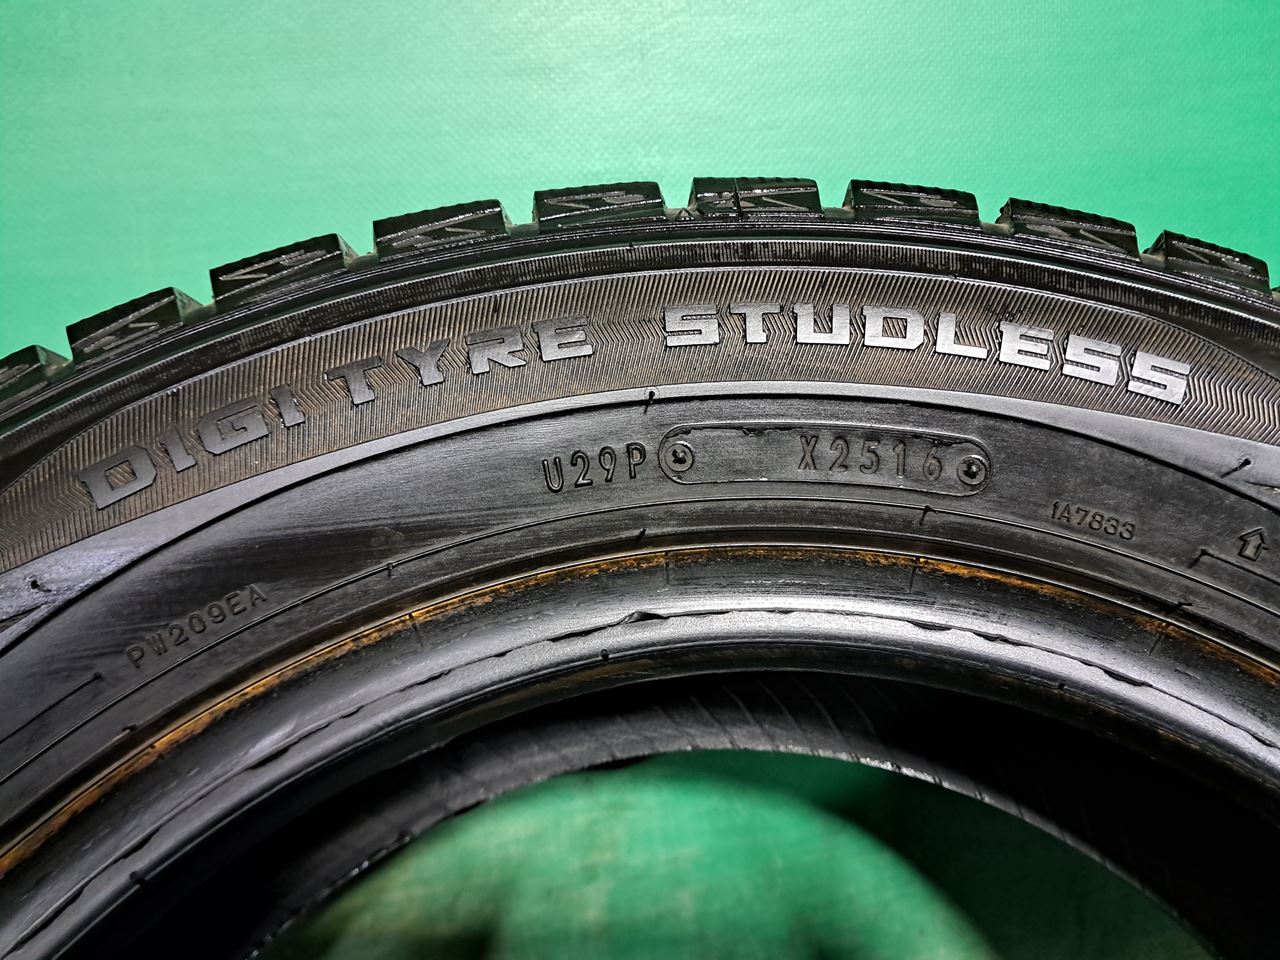 DIGI TYRE STUDLESS
U29P X2516
1A7833
PW209EA